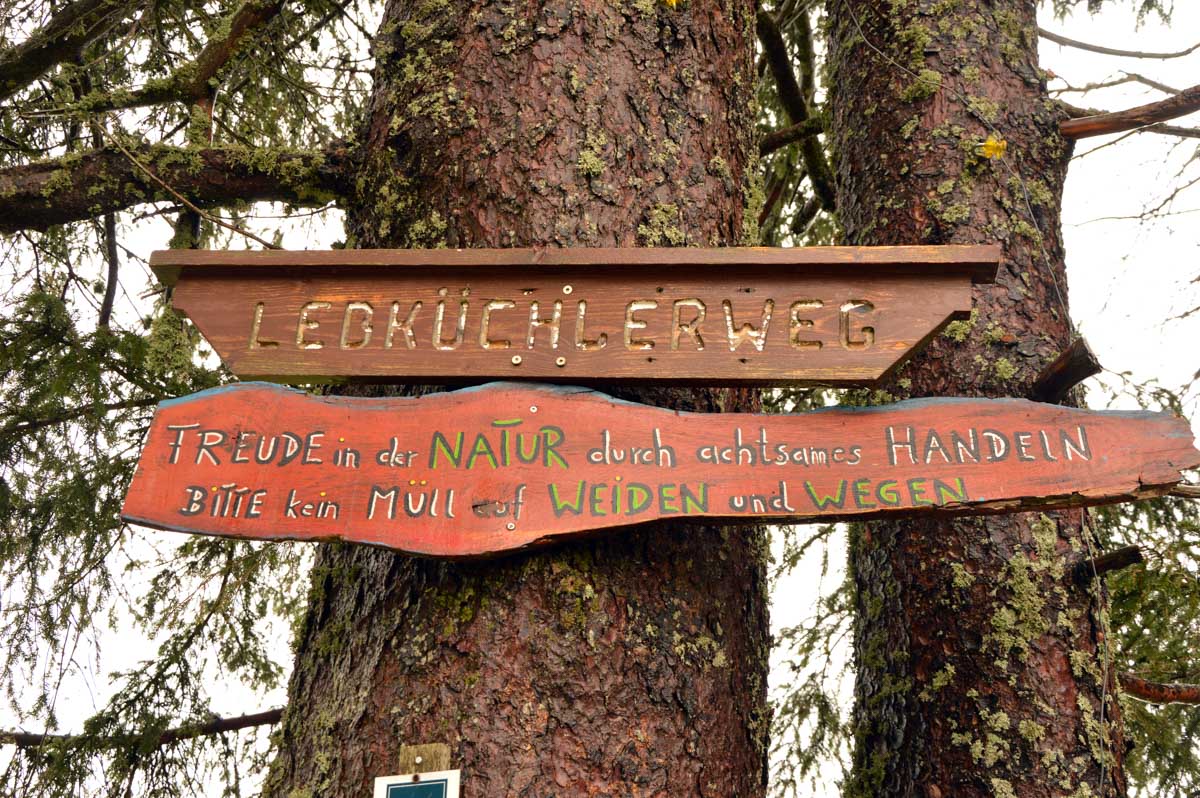 LEBKÜCHLERWEG
FREUDE in der NATUR durch achtsames HANDELN
BITTE kein MÜLL auf WEIDEN und WEGEN